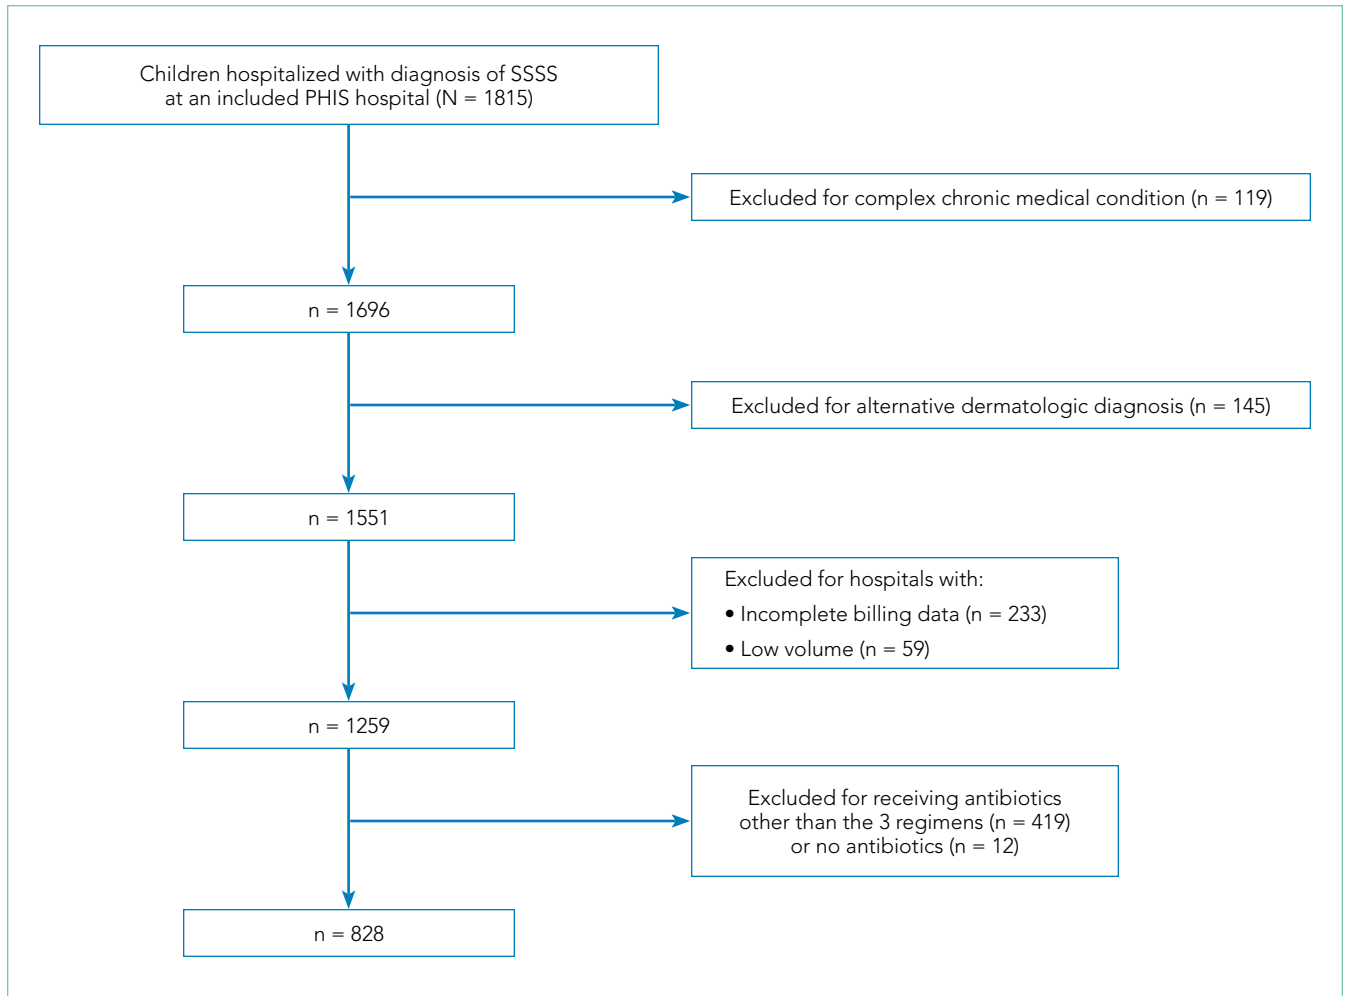 Children hospitalized with diagnosis of SSSS
at an included PHIS hospital (N = 1815)
Excluded for complex chronic medical condition (n = 119)
n = 1696
Excluded for alternative dermatologic diagnosis (n = 145)
n = 1551
Excluded for hospitals with:
• Incomplete billing data (n = 233)
• Low volume (n = 59)
n = 1259
Excluded for receiving antibiotics
other than the 3 regimens (n = 419)
or no antibiotics (n = 12)
n = 828